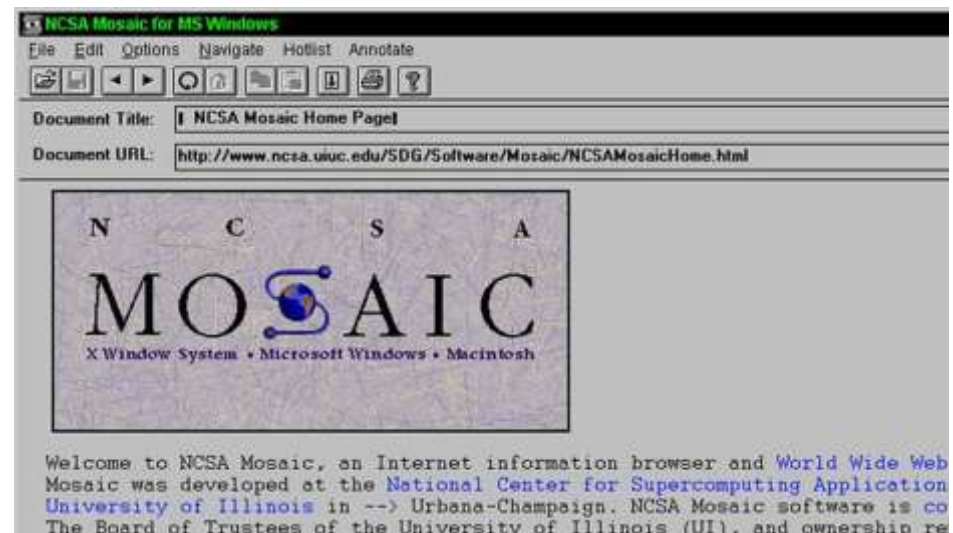 NCSA Mosaic for MS Windows
File Edit Options Navigate Hotlist Annotate
Document Title: NCSA Mosaic Home Page
Document URL: http://www.ncsa.uiuc.edu/SDG/Software/Mosaic/NCSAMosaicHome.html
N C S A
MOSAIC
X Window System • Microsoft Windows • Macintosh
Welcome to NCSA Mosaic, an Internet information browser and World Wide Web
Mosaic was developed at the National Center for Supercomputing Application
University of Illinois in --> Urbana-Champaign. NCSA Mosaic software is co
The Board of Trustees of the University of Illinois (UI), and ownership re